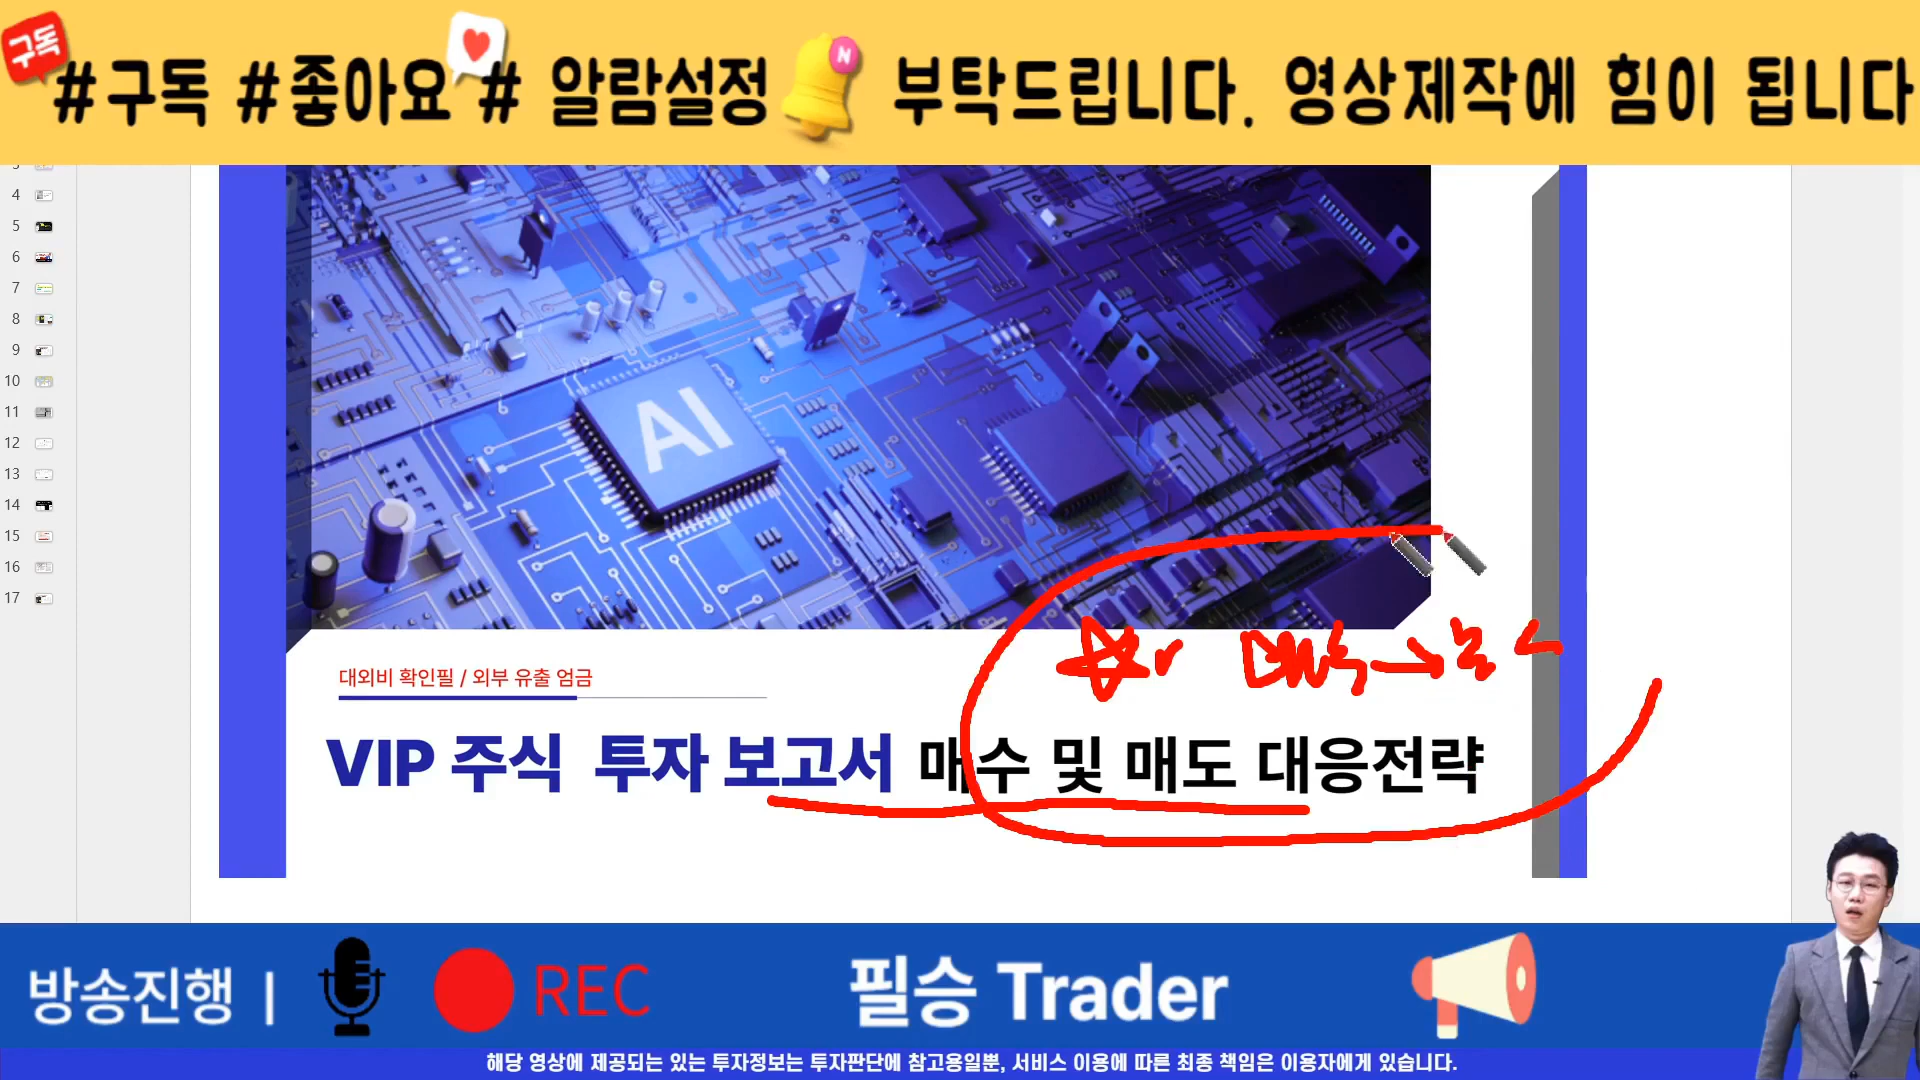 구독
#구독 #좋아요 # 알람설정 N 부탁드립니다. 영상제작에 힘이 됩니다
4
5
6
7
8
9
10
11
12
13
14
15
16
17
AI
대외비 확인필 / 외부 유출 엄금
VIP 주식 투자 보고서 매수 및 매도 대응전략
방송진행 | REC 필승 Trader
해당 영상에 제공되는 있는 투자정보는 투자판단에 참고용일뿐, 서비스 이용에 따른 최종 책임은 이용자에게 있습니다.